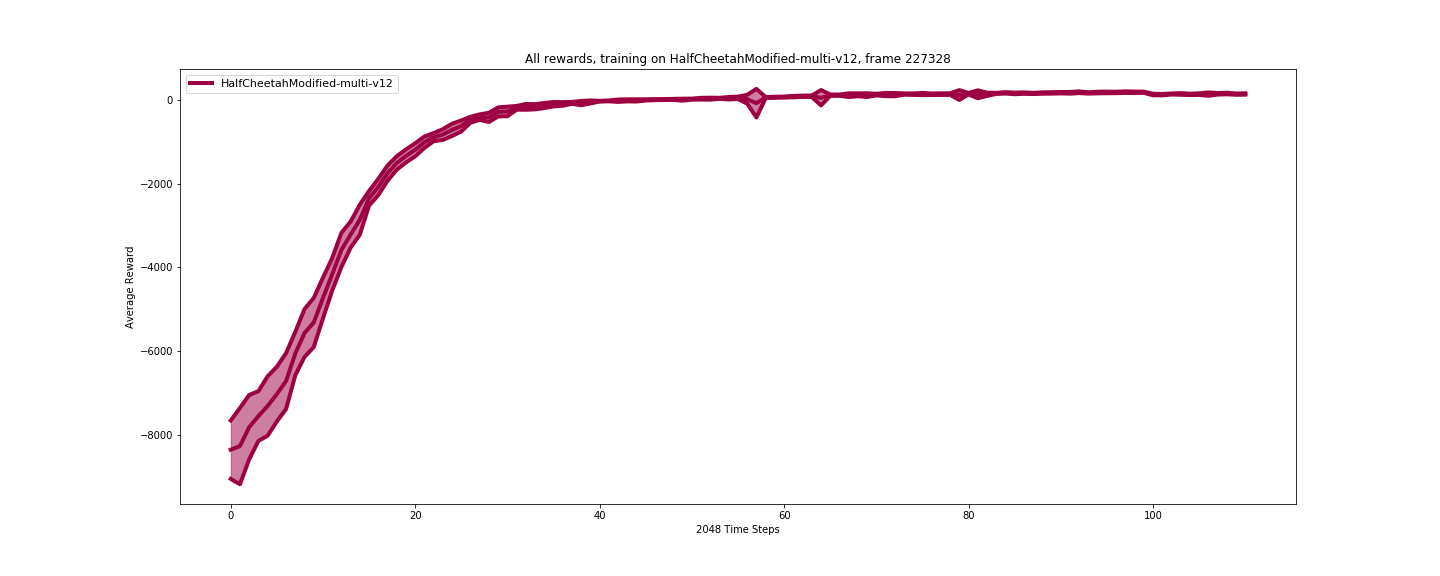 All rewards, training on HalfCheetahModified-multi-v12, frame 227328
HalfCheetahModified-multi-v12
0
−2000
−4000
−6000
−8000
Average Reward
0 20 40 60 80 100
2048 Time Steps